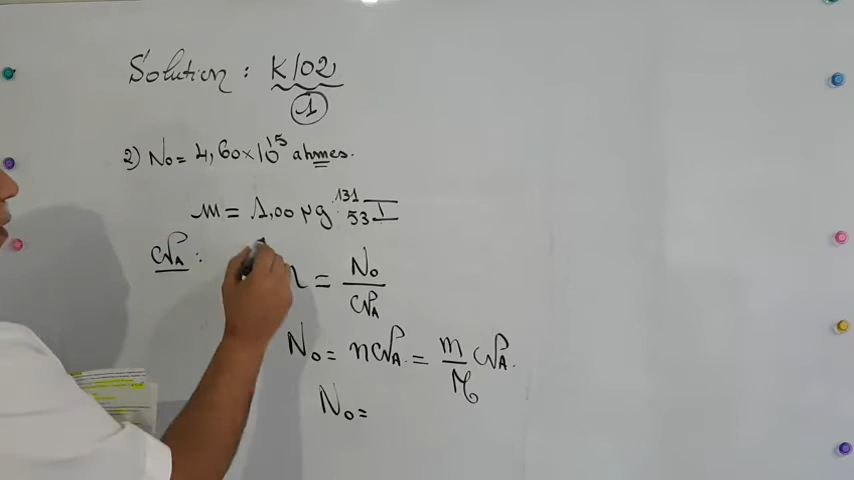 Solution : K/02
1
2) N₀ = 4,60×10¹⁵ atomes.
m = 1,00 µg ¹³¹₅₃I
𝒩A :
n = N₀/𝒩A
N₀ = n𝒩A = m/M 𝒩A.
N₀ =